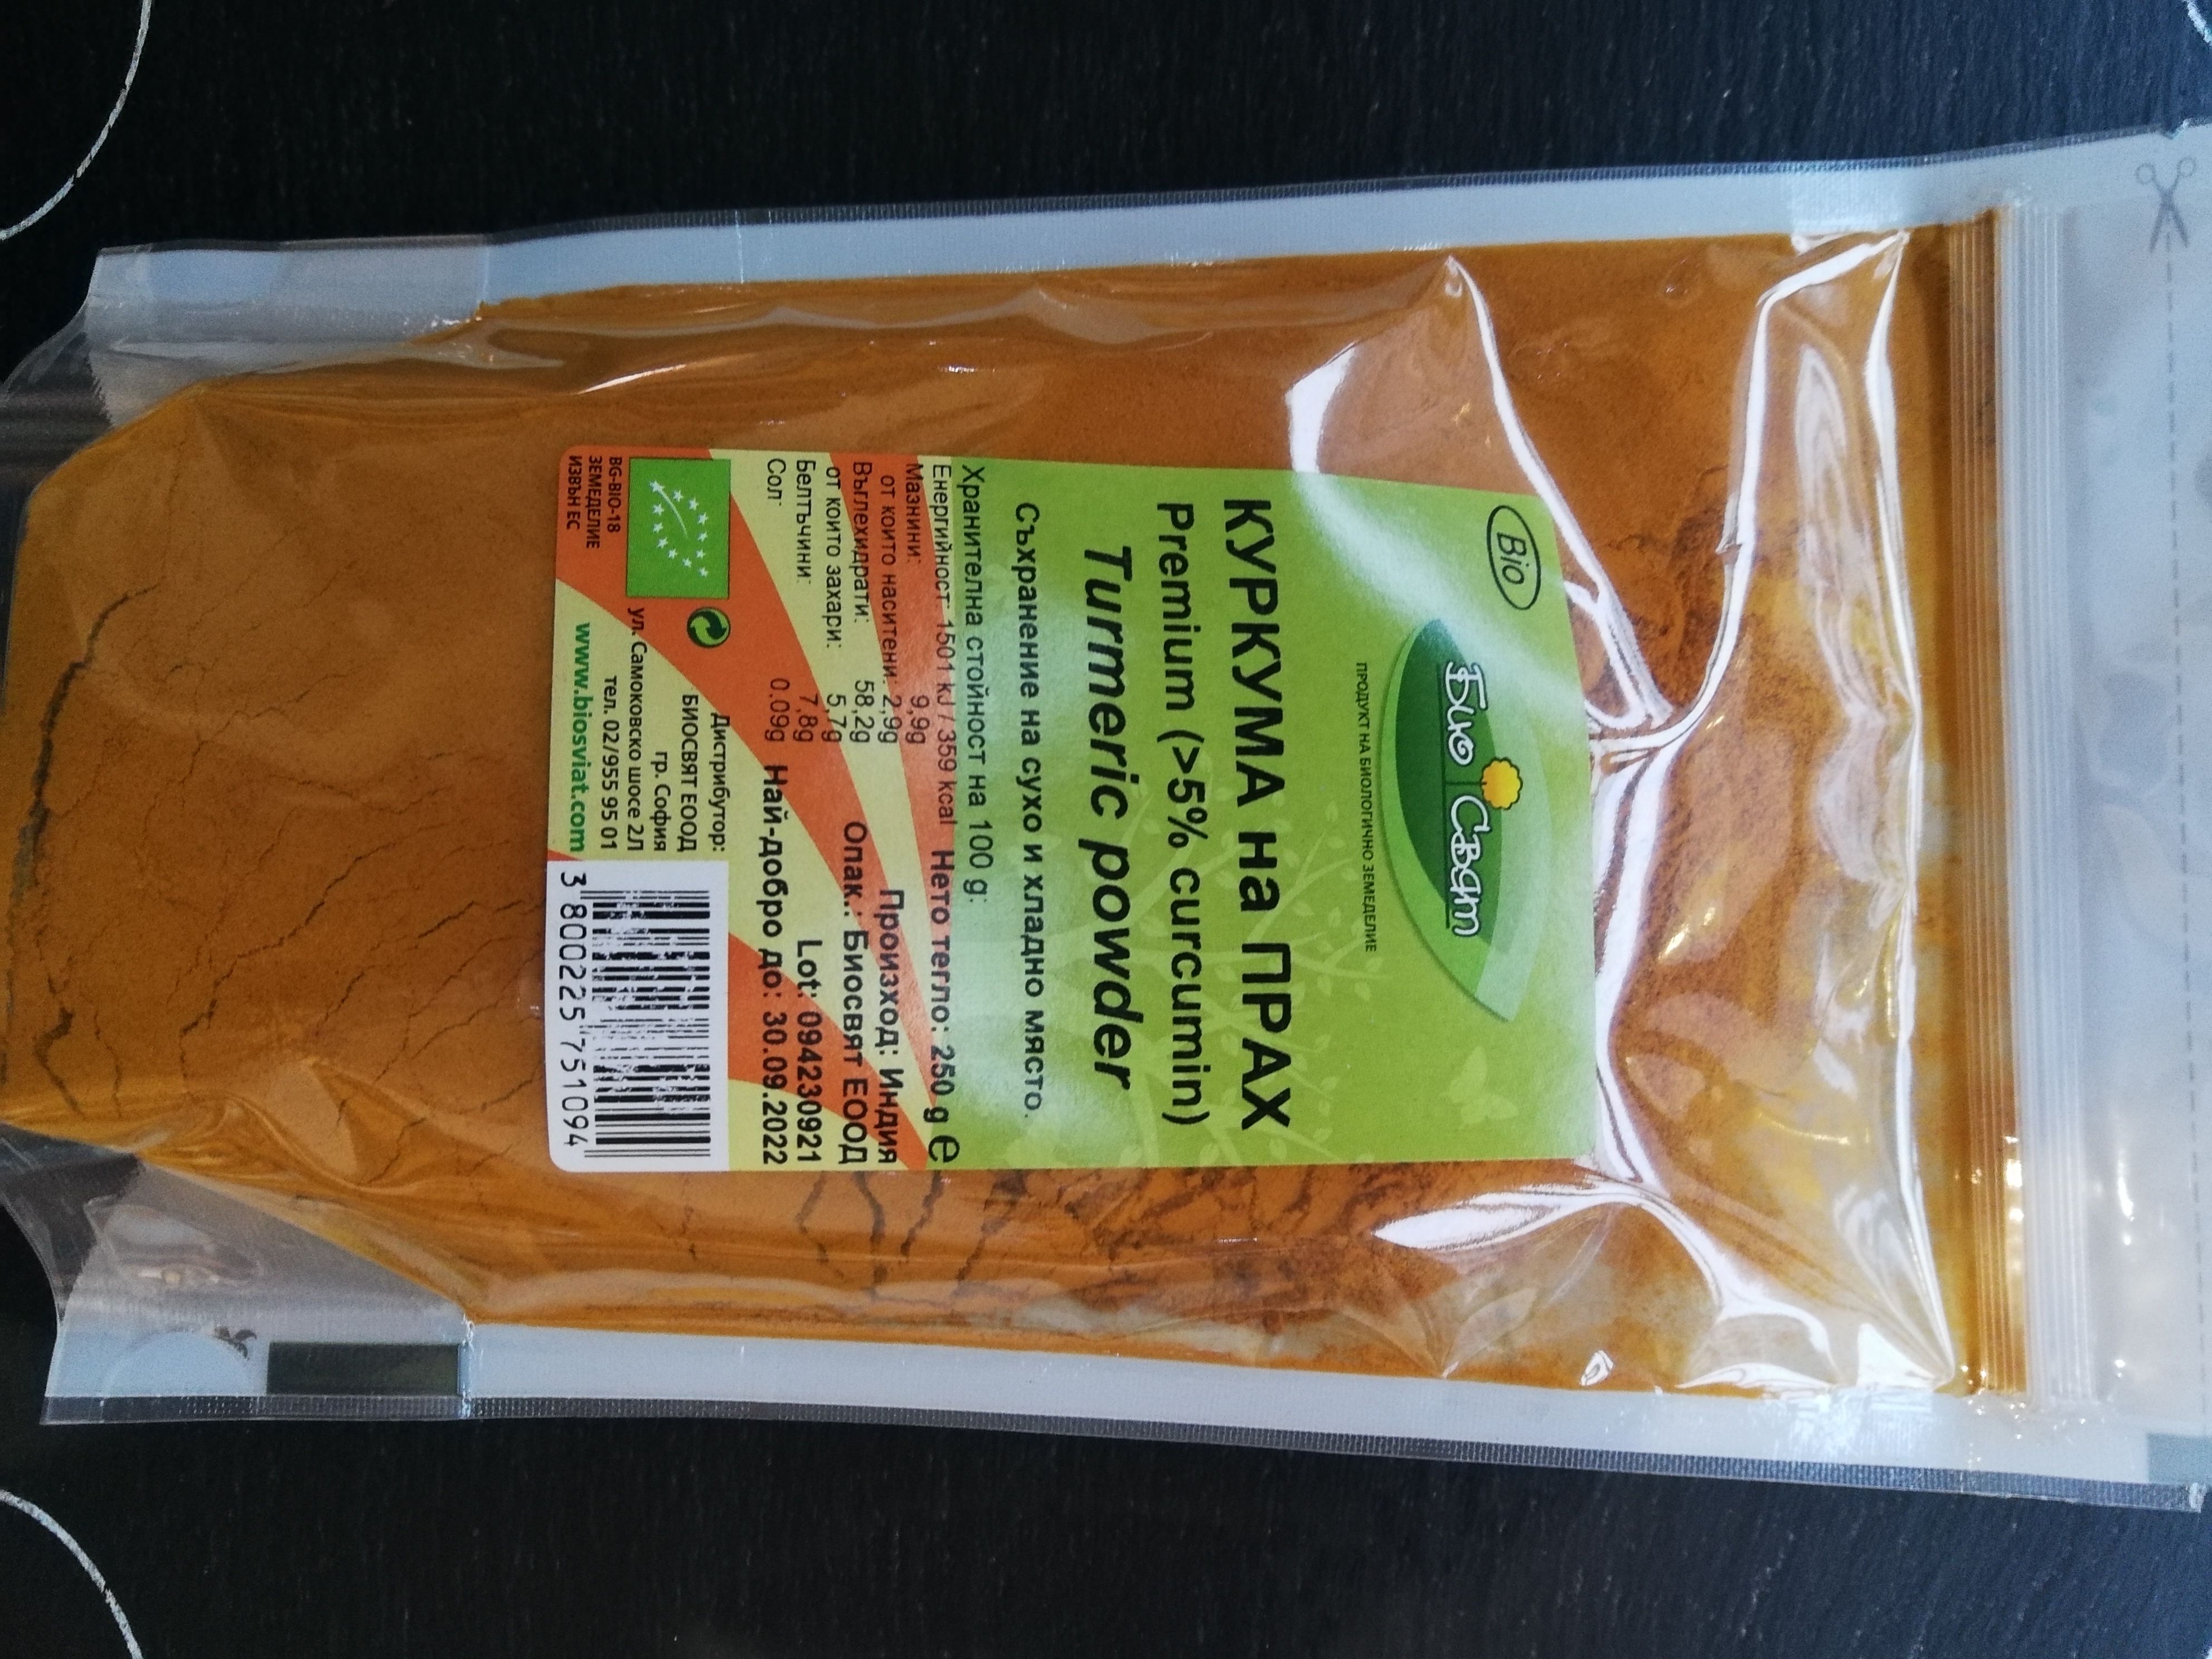 Bio
Био Свят
ПРОДУКТ НА БИОЛОГИЧНО ЗЕМЕДЕЛИЕ
КУРКУМА на ПРАХ
Premium (>5% curcumin)
Turmeric powder
Съхранение на сухо и хладно място.
Хранителна стойност на 100 g:
Енергийност: 1501 kJ / 359 kcal
Мазнини: 9,9g
от които наситени: 2,9g
Въглехидрати: 58,2g
от които захари: 5,7g
Белтъчини: 7,8g
Сол: 0.09g
Нето тегло: 250 g e
Произход: Индия
Опак.: Биосвят ЕООД
Lot: 094230921
Най-добро до: 30.09.2022
BG-BIO-18
ЗЕМЕДЕЛИЕ
ИЗВЪН ЕС
Дистрибутор:
БИОСВЯТ ЕООД
гр. София
ул. Самоковско шосе 2Л
тел. 02/955 95 01
www.biosviat.com
3 800225 751094